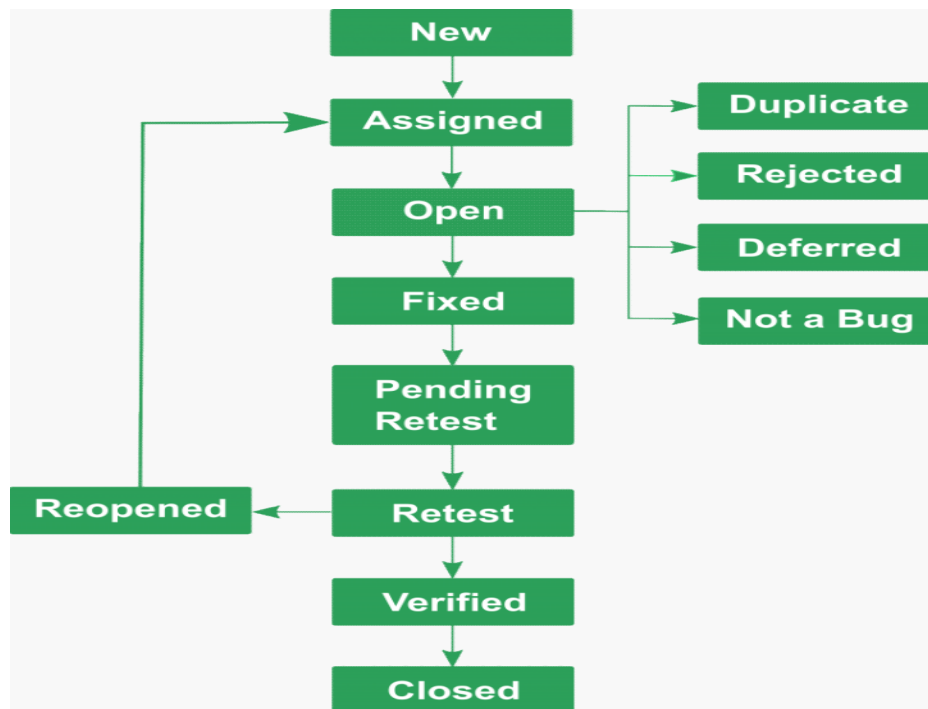 New
Assigned
Duplicate
Rejected
Open
Deferred
Fixed
Not a Bug
Pending
Retest
Reopened
Retest
Verified
Closed